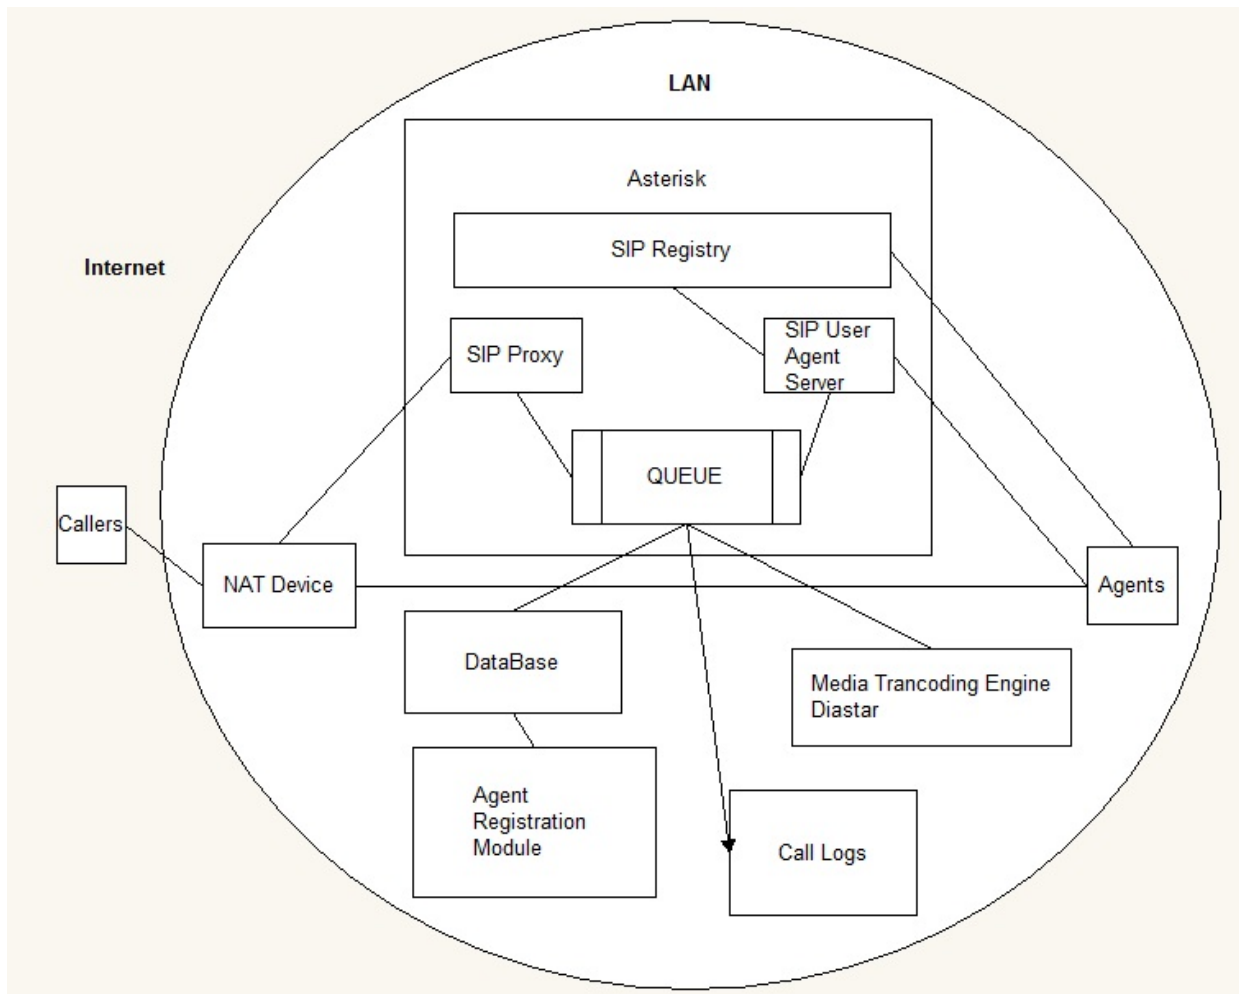 LAN
Asterisk
SIP Registry
Internet
SIP Proxy
SIP User
Agent
Server
QUEUE
Callers
NAT Device
Agents
DataBase
Media Trancoding Engine
Diastar
Agent
Registration
Module
Call Logs